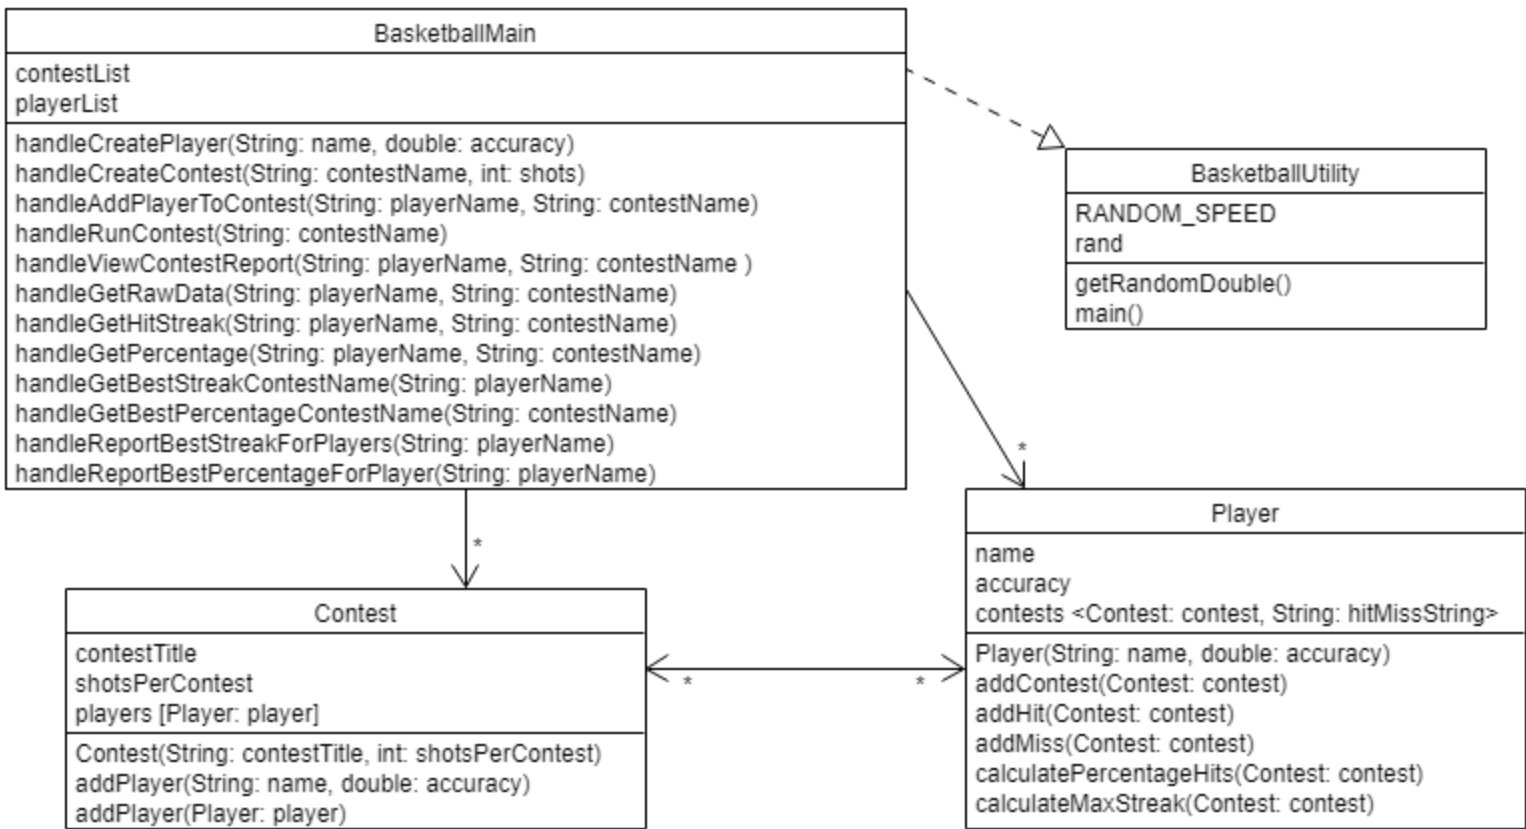 BasketballMain
contestList
playerList
handleCreatePlayer(String: name, double: accuracy)
handleCreateContest(String: contestName, int: shots)
handleAddPlayerToContest(String: playerName, String: contestName)
handleRunContest(String: contestName)
handleViewContestReport(String: playerName, String: contestName )
handleGetRawData(String: playerName, String: contestName)
handleGetHitStreak(String: playerName, String: contestName)
handleGetPercentage(String: playerName, String: contestName)
handleGetBestStreakContestName(String: playerName)
handleGetBestPercentageContestName(String: contestName)
handleReportBestStreakForPlayers(String: playerName)
handleReportBestPercentageForPlayer(String: playerName)
BasketballUtility
RANDOM_SPEED
rand
getRandomDouble()
main()
*
*
Contest
contestTitle
shotsPerContest
players [Player: player]
Contest(String: contestTitle, int: shotsPerContest)
addPlayer(String: name, double: accuracy)
addPlayer(Player: player)
*
*
Player
name
accuracy
contests <Contest: contest, String: hitMissString>
Player(String: name, double: accuracy)
addContest(Contest: contest)
addHit(Contest: contest)
addMiss(Contest: contest)
calculatePercentageHits(Contest: contest)
calculateMaxStreak(Contest: contest)